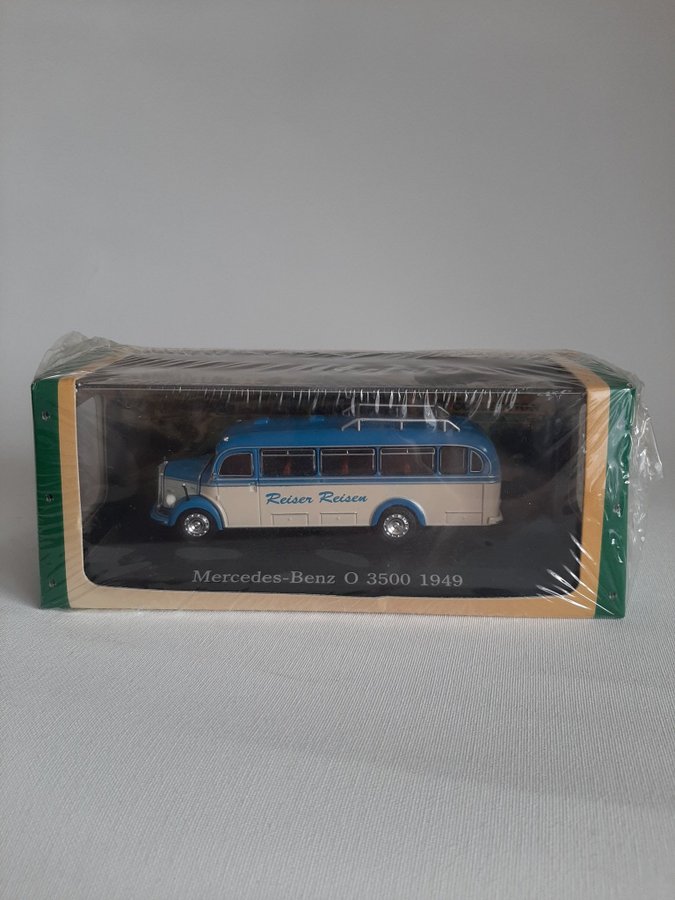 Reiser Reisen
Mercedes-Benz O 3500 1949